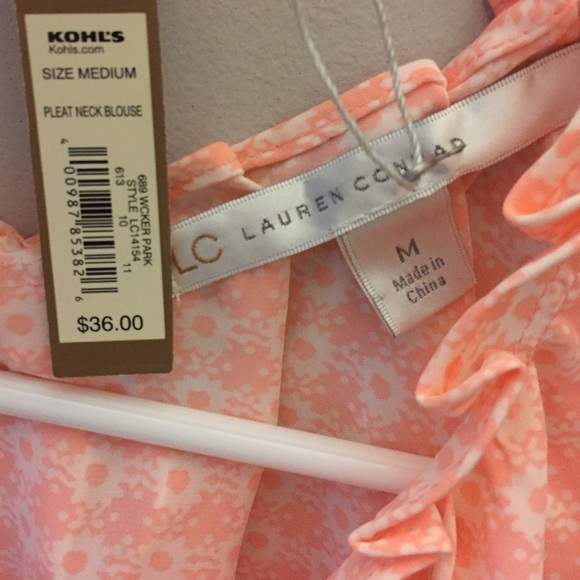 KOHL'S
Kohls.com
SIZE MEDIUM
PLEAT NECK BLOUSE
689 WCKER PARK
STYLE LC14154 11
613 10
4 00987 85382 6
$36.00
LC LAUREN CONRAD
M
Made in
China